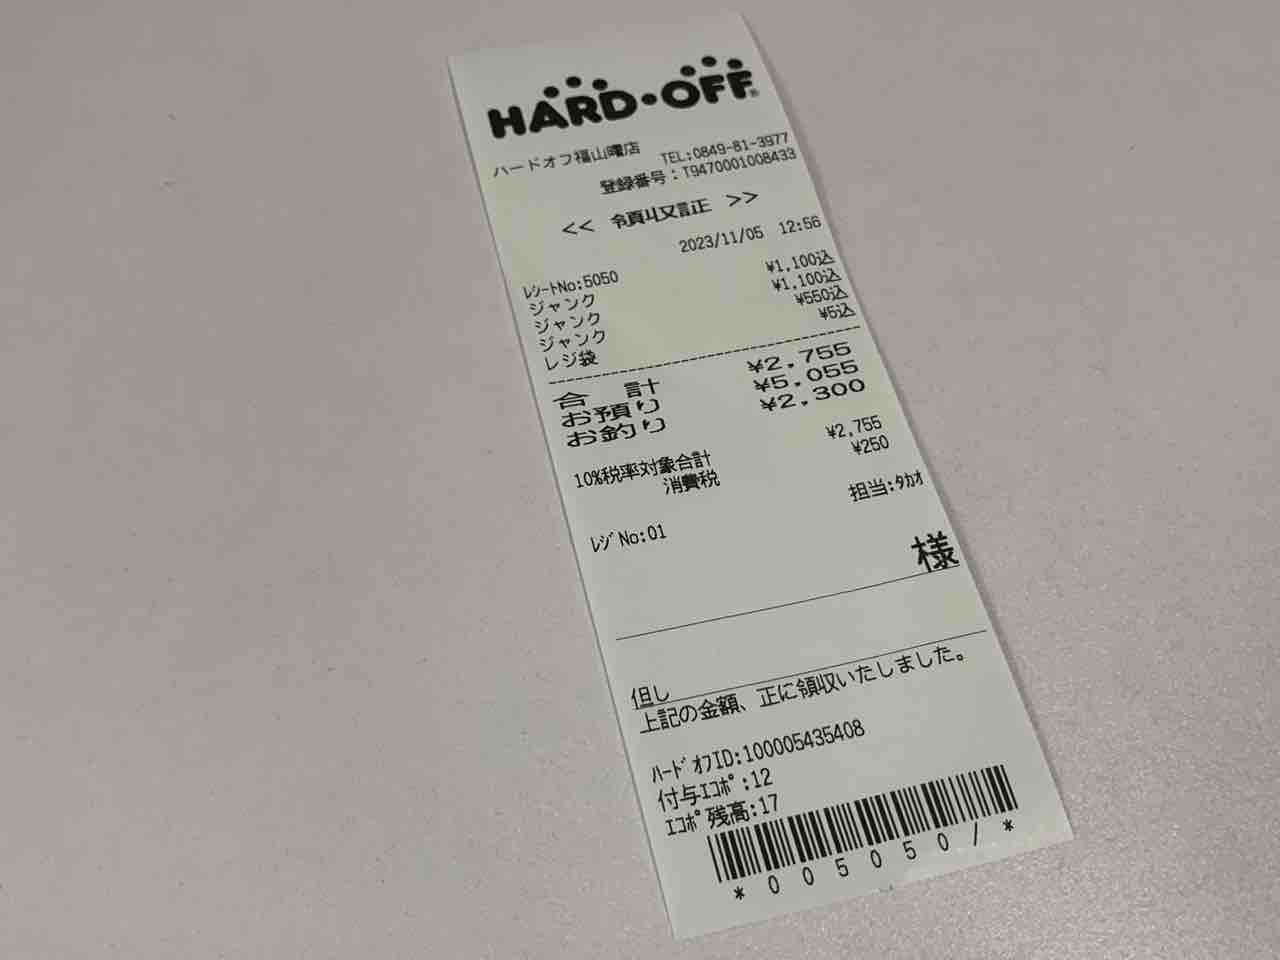 HARD・OFF®
ハードオフ福山曙店 TEL:0849-81-3977
登録番号：T9470001008433
<< 領収証 >>
2023/11/05 12:56
レシートNo:5050
ジャンク ¥1,100込
ジャンク ¥1,100込
ジャンク ¥550込
レジ袋 ¥5込
合計 ¥2,755
お預り ¥5,055
お釣り ¥2,300
10%税率対象合計 ¥2,755
消費税 ¥250
担当:ﾀｶｵ
ﾚｼﾞNo:01
様
但し
上記の金額、正に領収いたしました。
ﾊｰﾄﾞｵﾌID:100005435408
付与ｴｺﾎﾟ:12
ｴｺﾎﾟ残高:17
*005050/*